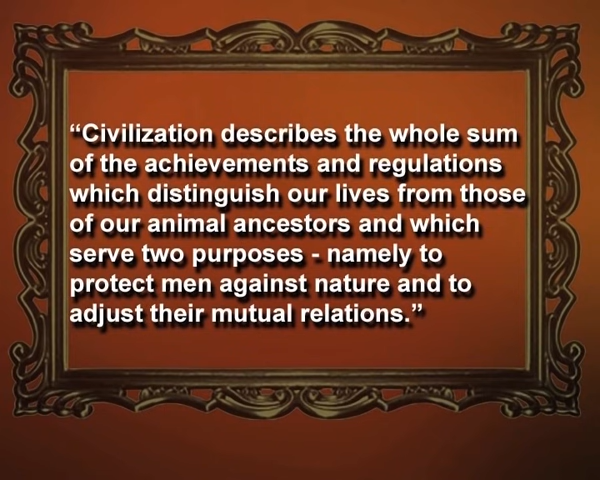 “Civilization describes the whole sum
of the achievements and regulations
which distinguish our lives from those
of our animal ancestors and which
serve two purposes - namely to
protect men against nature and to
adjust their mutual relations.”